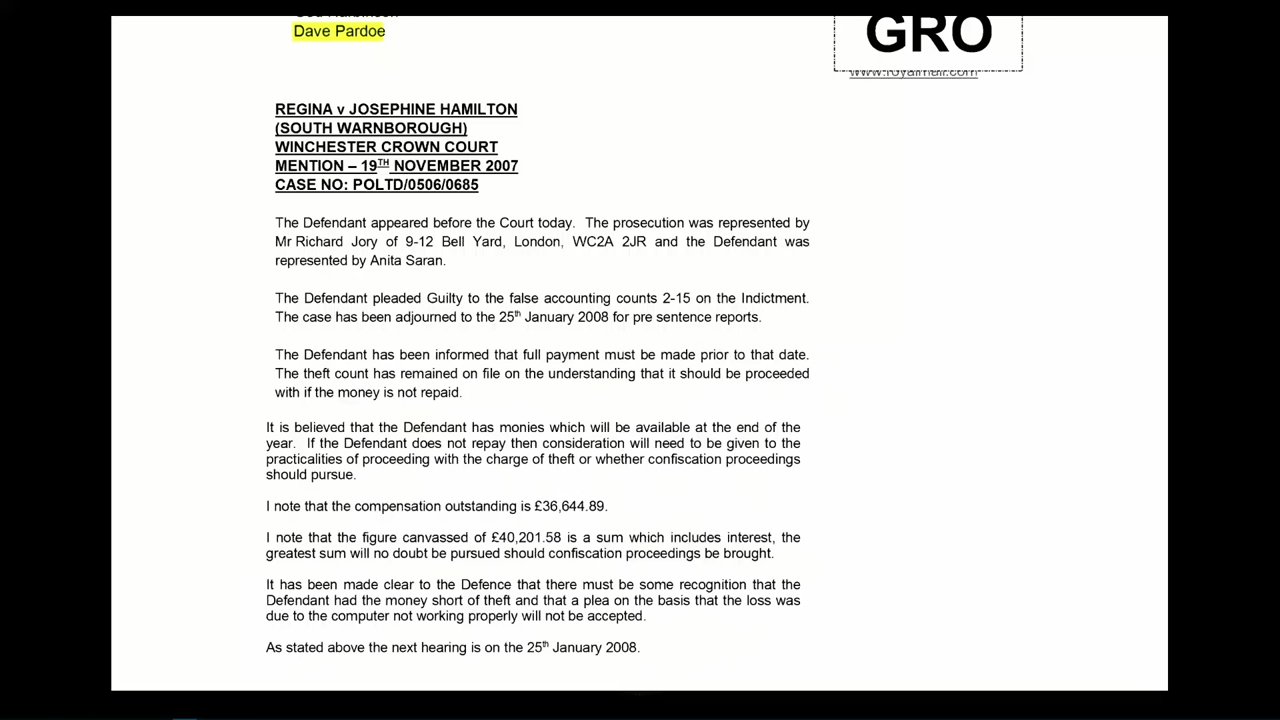 Dave Pardoe
GRO
www.royalmail.com
REGINA v JOSEPHINE HAMILTON
(SOUTH WARNBOROUGH)
WINCHESTER CROWN COURT
MENTION – 19TH NOVEMBER 2007
CASE NO: POLTD/0506/0685
The Defendant appeared before the Court today. The prosecution was represented by
Mr Richard Jory of 9-12 Bell Yard, London, WC2A 2JR and the Defendant was
represented by Anita Saran.
The Defendant pleaded Guilty to the false accounting counts 2-15 on the Indictment.
The case has been adjourned to the 25th January 2008 for pre sentence reports.
The Defendant has been informed that full payment must be made prior to that date.
The theft count has remained on file on the understanding that it should be proceeded
with if the money is not repaid.
It is believed that the Defendant has monies which will be available at the end of the
year. If the Defendant does not repay then consideration will need to be given to the
practicalities of proceeding with the charge of theft or whether confiscation proceedings
should pursue.
I note that the compensation outstanding is £36,644.89.
I note that the figure canvassed of £40,201.58 is a sum which includes interest, the
greatest sum will no doubt be pursued should confiscation proceedings be brought.
It has been made clear to the Defence that there must be some recognition that the
Defendant had the money short of theft and that a plea on the basis that the loss was
due to the computer not working properly will not be accepted.
As stated above the next hearing is on the 25th January 2008.